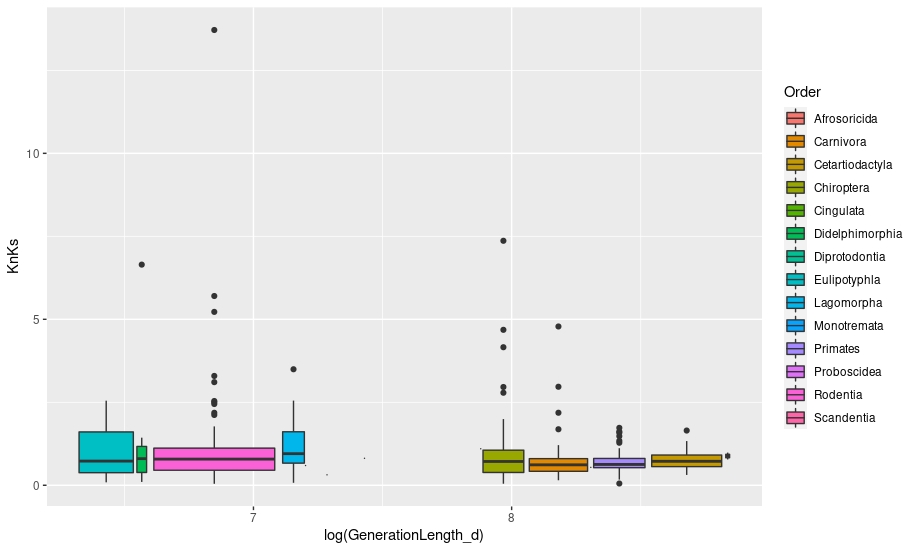 10
5
0
KnKs
7
8
log(GenerationLength_d)
Order
Afrosoricida
Carnivora
Cetartiodactyla
Chiroptera
Cingulata
Didelphimorphia
Diprotodontia
Eulipotyphla
Lagomorpha
Monotremata
Primates
Proboscidea
Rodentia
Scandentia